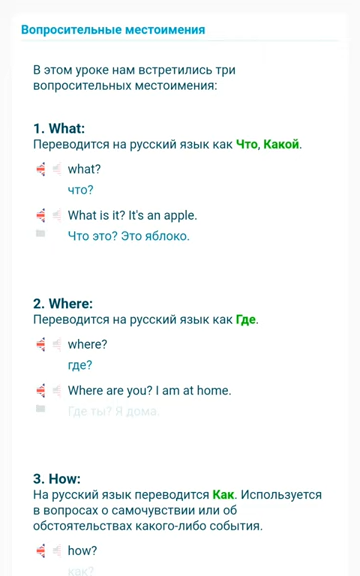 Вопросительные местоимения
В этом уроке нам встретились три
вопросительных местоимения:
1. What:
Переводится на русский язык как Что, Какой.
what?
что?
What is it? It's an apple.
Что это? Это яблоко.
2. Where:
Переводится на русский язык как Где.
where?
где?
Where are you? I am at home.
Где ты? Я дома.
3. How:
На русский язык переводится Как. Используется
в вопросах о самочувствии или об
обстоятельствах какого-либо события.
how?
как?